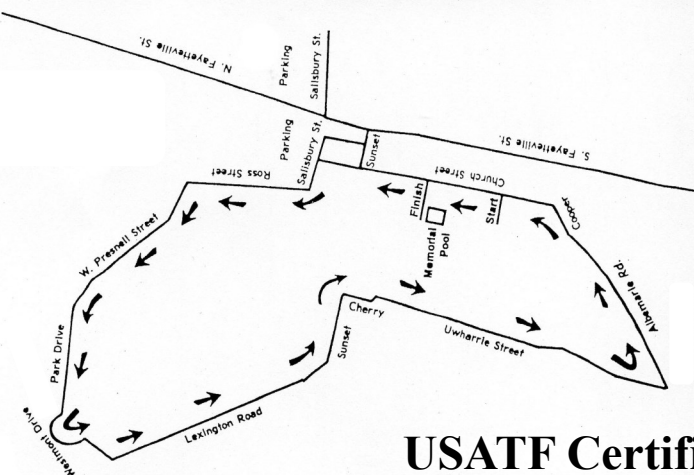 N. Fayetteville St.
Parking
Salisbury St.
Parking
Salisbury St.
Sunset
S. Fayetteville St.
Ross Street
Church Street
Finish
Start
Cooper
Memorial
Pool
W. Presnell Street
Albemarle Rd.
Cherry
Uwharrie Street
Sunset
Park Drive
Lexington Road
Westmont Drive
USATF Certifi